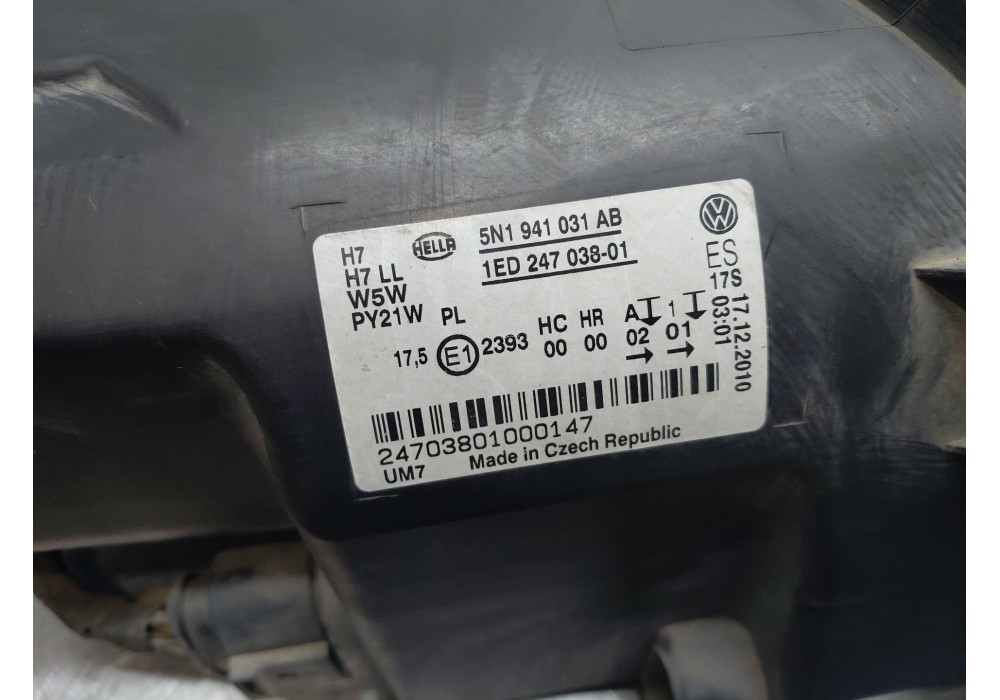 H7
H7 LL
W5W
PY21W
HELLA
5N1 941 031 AB
1ED 247 038-01
ES
17S
17.12.2010
03:01
PL
17,5
E1
2393
HC HR A 1
00 00 02 01
24703801000147
UM7
Made in Czech Republic